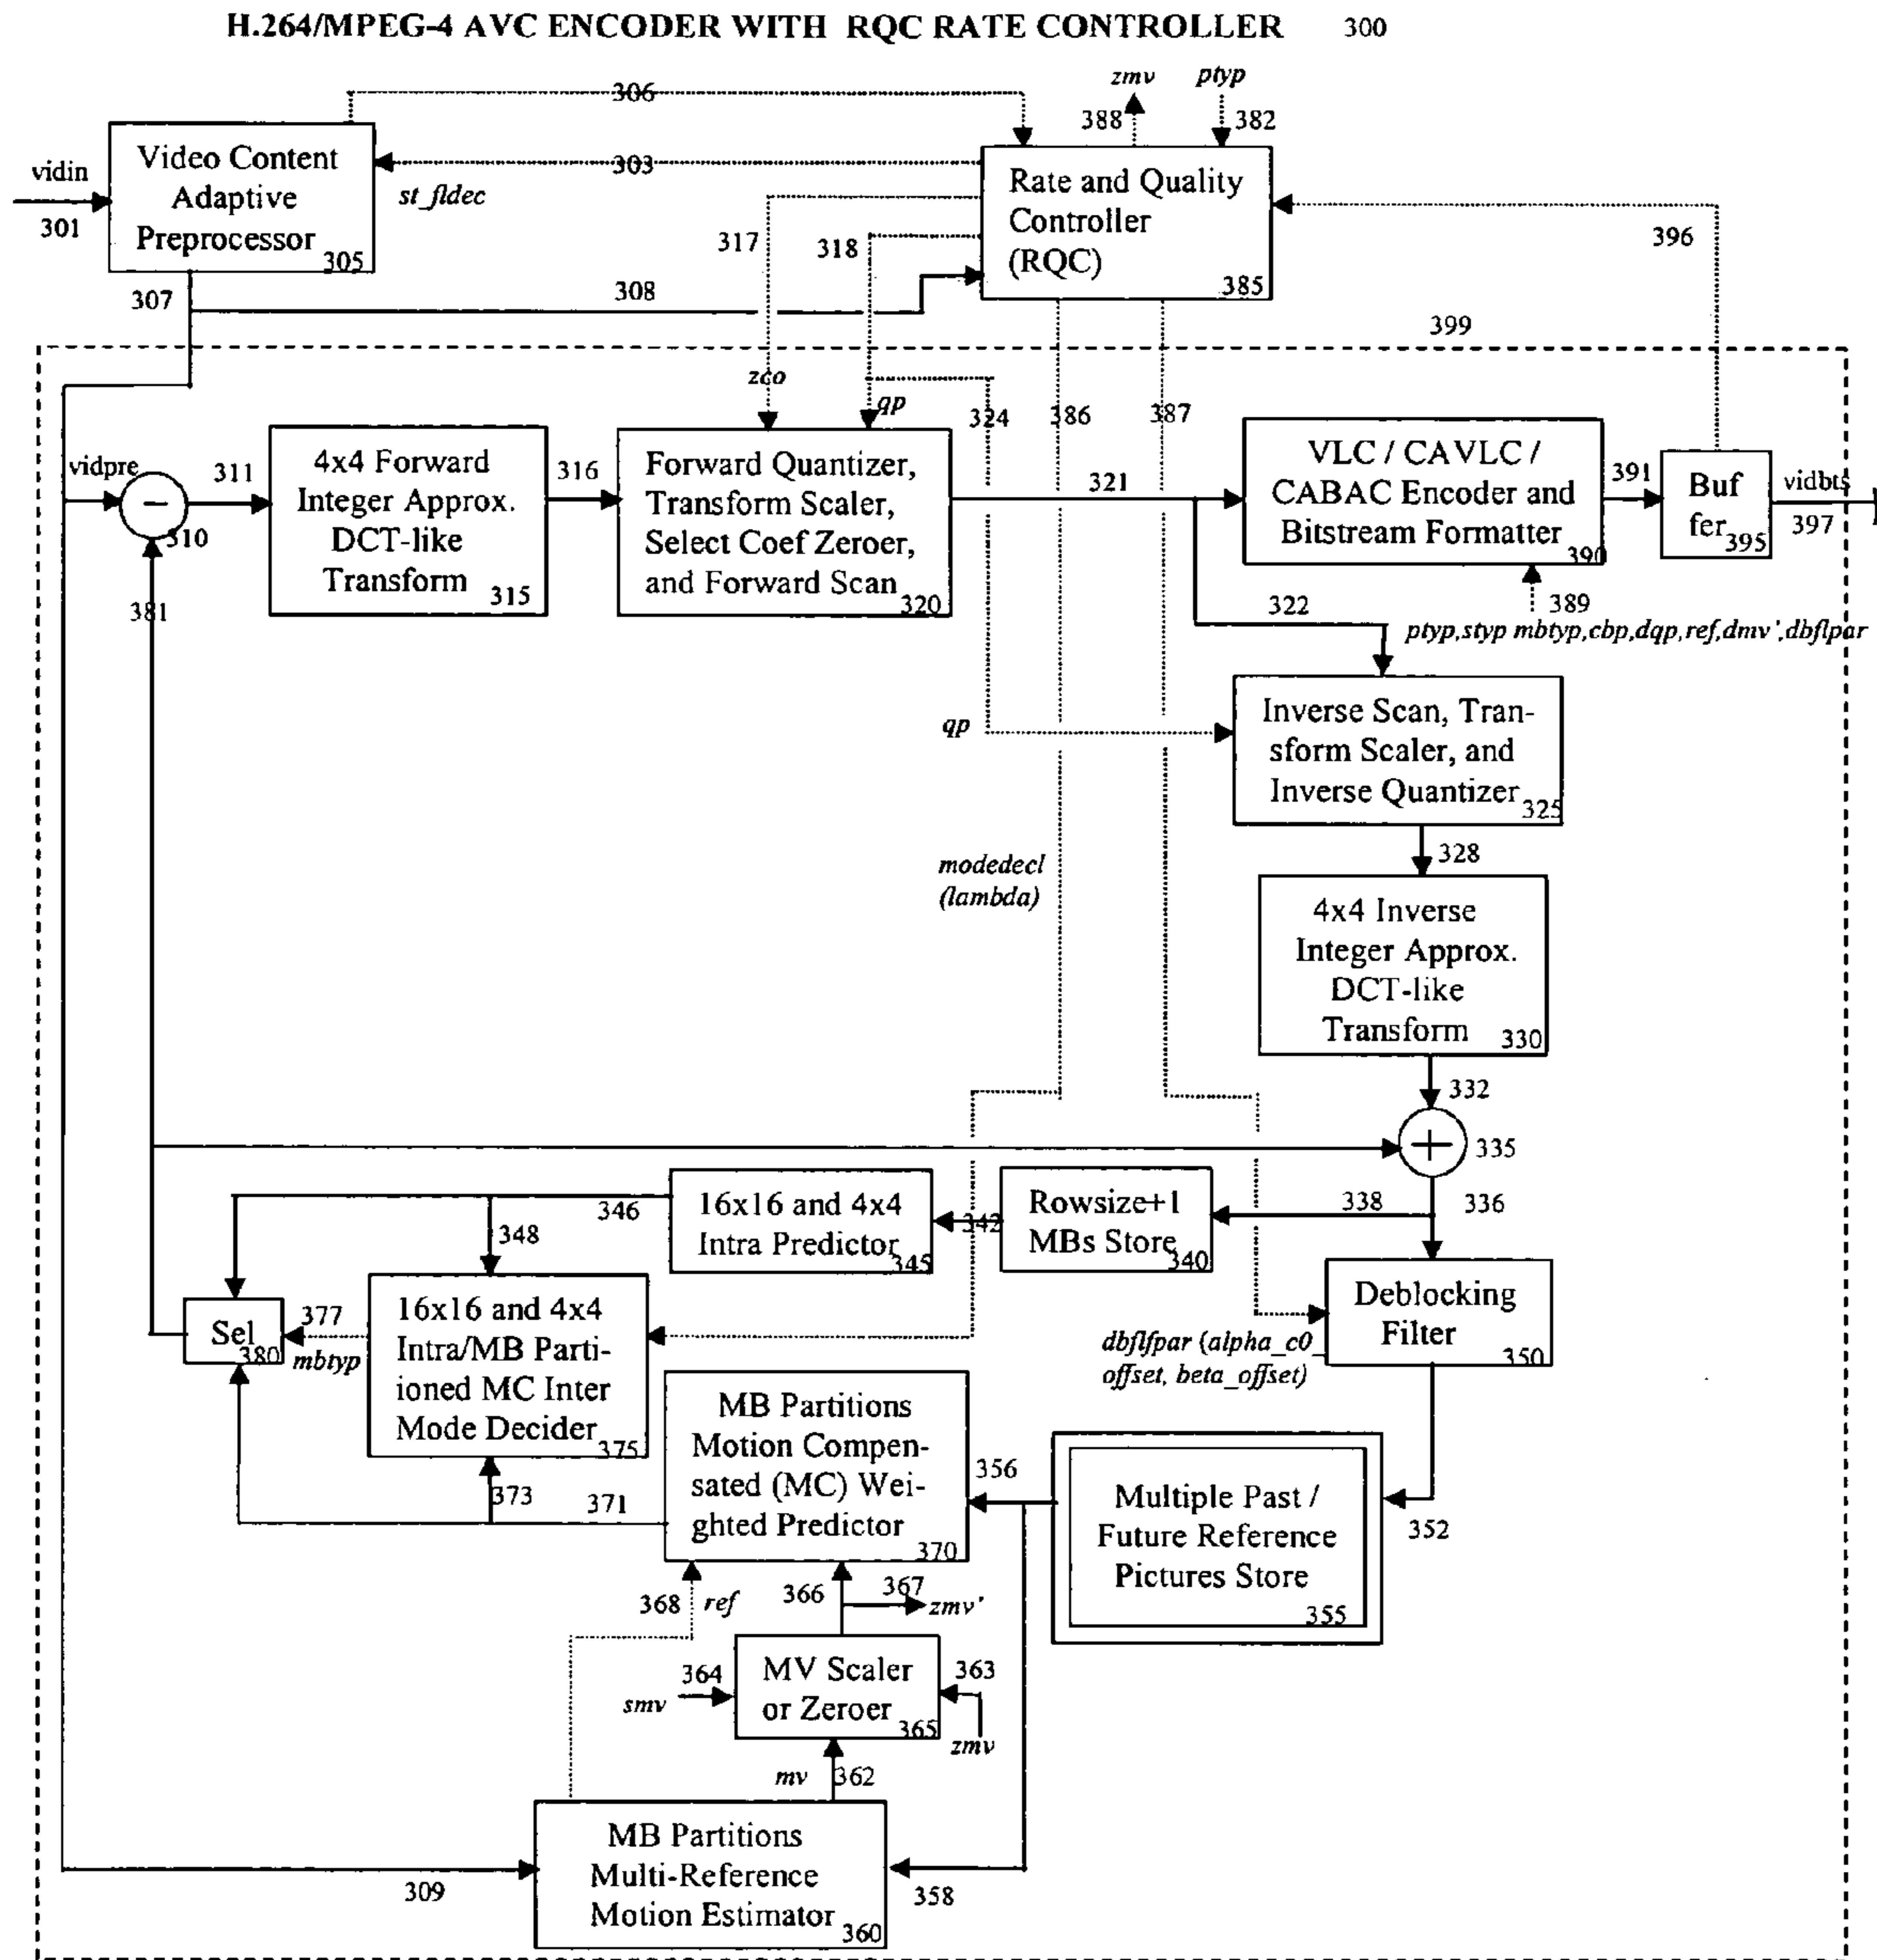 H.264/MPEG-4 AVC ENCODER WITH RQC RATE CONTROLLER 300
306
zmv
ptyp
388
382
Video Content
Adaptive
Preprocessor
305
vidin
301
303
st_fldec
Rate and Quality
Controller
(RQC)
385
317
318
396
307
308
399
zco
qp
324
386
387
vidpre
310
311
4x4 Forward
Integer Approx.
DCT-like
Transform
315
316
Forward Quantizer,
Transform Scaler,
Select Coef Zeroer,
and Forward Scan
320
321
VLC / CAVLC /
CABAC Encoder and
Bitstream Formatter
390
391
Buf
fer
395
vidbts
397
381
322
389
ptyp,styp mbtyp,cbp,dqp,ref,dmv',dbflpar
qp
Inverse Scan, Tran-
sform Scaler, and
Inverse Quantizer
325
328
modedecl
(lambda)
4x4 Inverse
Integer Approx.
DCT-like
Transform
330
332
335
336
338
Rowsize+1
MBs Store
340
342
16x16 and 4x4
Intra Predictor
345
346
348
Deblocking
Filter
350
dbflfpar (alpha_c0_
offset, beta_offset)
Sel
380
377
mbtyp
16x16 and 4x4
Intra/MB Parti-
ioned MC Inter
Mode Decider
375
373
371
MB Partitions
Motion Compen-
sated (MC) Wei-
ghted Predictor
370
356
Multiple Past /
Future Reference
Pictures Store
355
352
368
ref
366
367
zmv'
364
smv
MV Scaler
or Zeroer
365
363
zmv
mv
362
MB Partitions
Multi-Reference
Motion Estimator
360
309
358